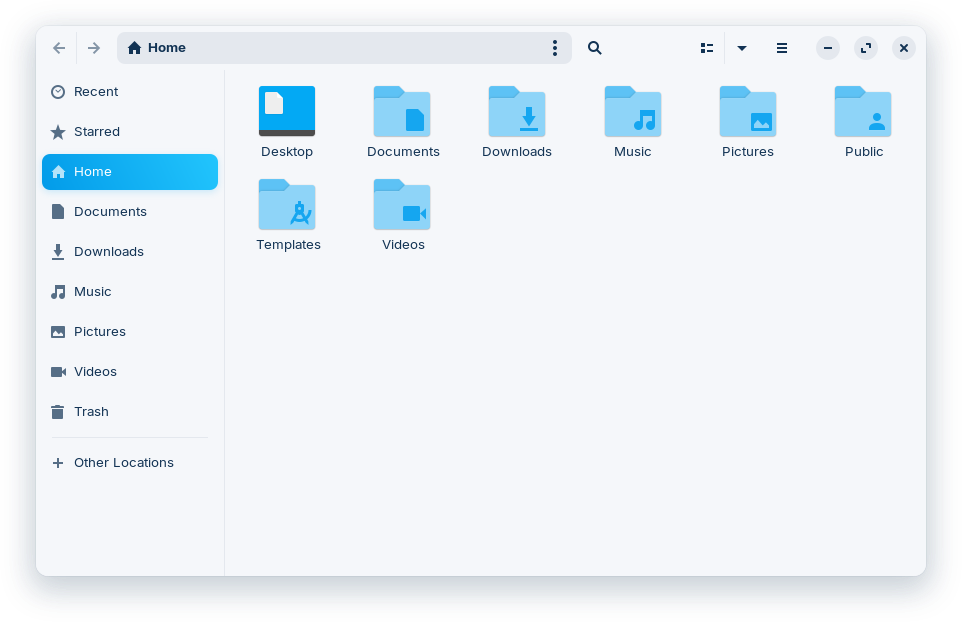 Home
Recent
Starred
Home
Documents
Downloads
Music
Pictures
Videos
Trash
Other Locations
Desktop
Documents
Downloads
Music
Pictures
Public
Templates
Videos